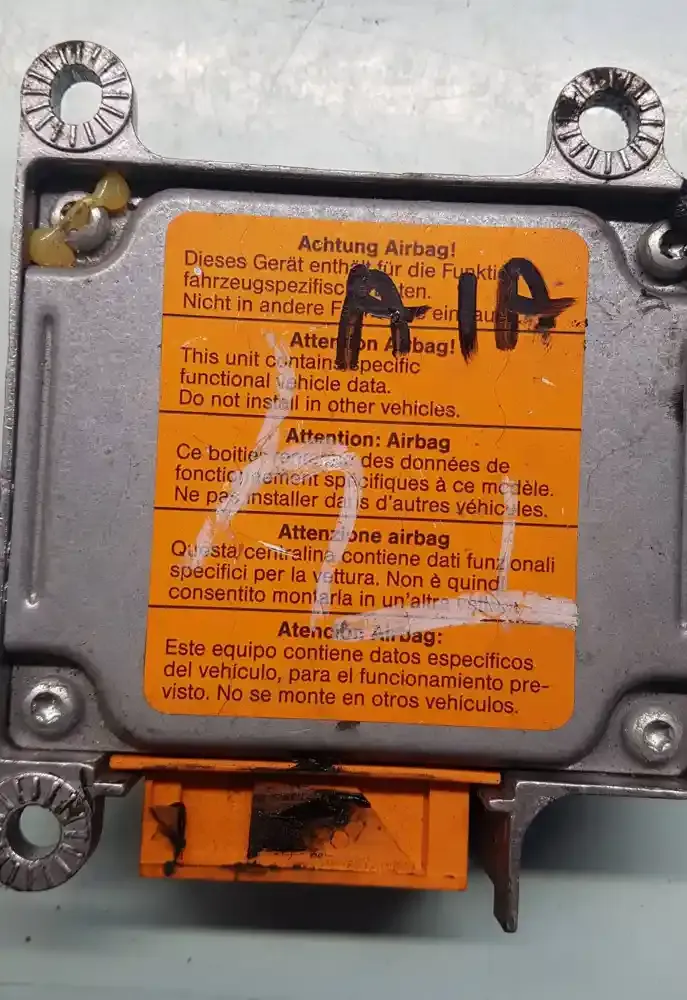 Achtung Airbag!
Dieses Gerät enthält für die
fahrzeugspezifisc ten.
Nicht in andere
A 1A
Attention Airbag!
This unit contains specific
functional vehicle data.
Do not install in other vehicles.
Attention: Airbag
Ce boitier des données de
fonctionnement spécifiques à ce modèle.
Ne pas installer dans d'autres véhicules.
Attenzione airbag
Questa centralina contiene dati funzionali
specifici per la vettura. Non è quindi
consentito montarla in un'altra
Atención Airbag:
Este equipo contiene datos específicos
del vehículo, para el funcionamiento pre-
visto. No se monte en otros vehículos.